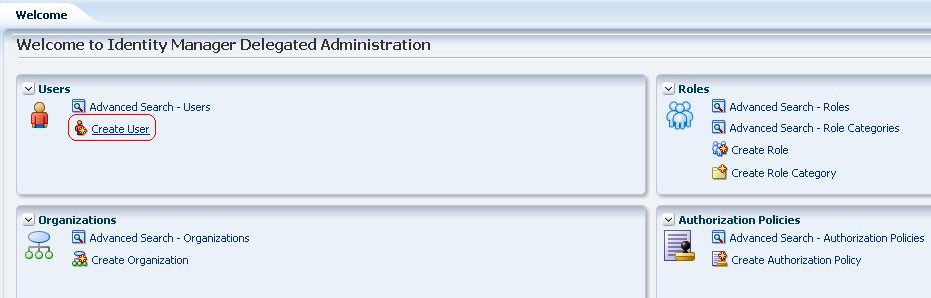 Welcome
Welcome to Identity Manager Delegated Administration
Users
Advanced Search - Users
Create User
Roles
Advanced Search - Roles
Advanced Search - Role Categories
Create Role
Create Role Category
Organizations
Advanced Search - Organizations
Create Organization
Authorization Policies
Advanced Search - Authorization Policies
Create Authorization Policy